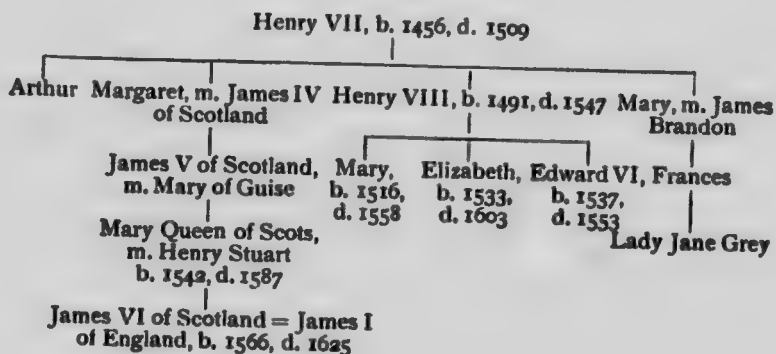 Henry VII, b. 1456, d. 1509
Arthur Margaret, m. James IV Henry VIII, b. 1491, d. 1547 Mary, m. James
of Scotland Brandon
James V of Scotland, Mary, Elizabeth, Edward VI, Frances
m. Mary of Guise b. 1516, b. 1533, b. 1537,
d. 1558 d. 1603 d. 1553
Mary Queen of Scots, Lady Jane Grey
m. Henry Stuart
b. 1542, d. 1587
James VI of Scotland = James I
of England, b. 1566, d. 1625